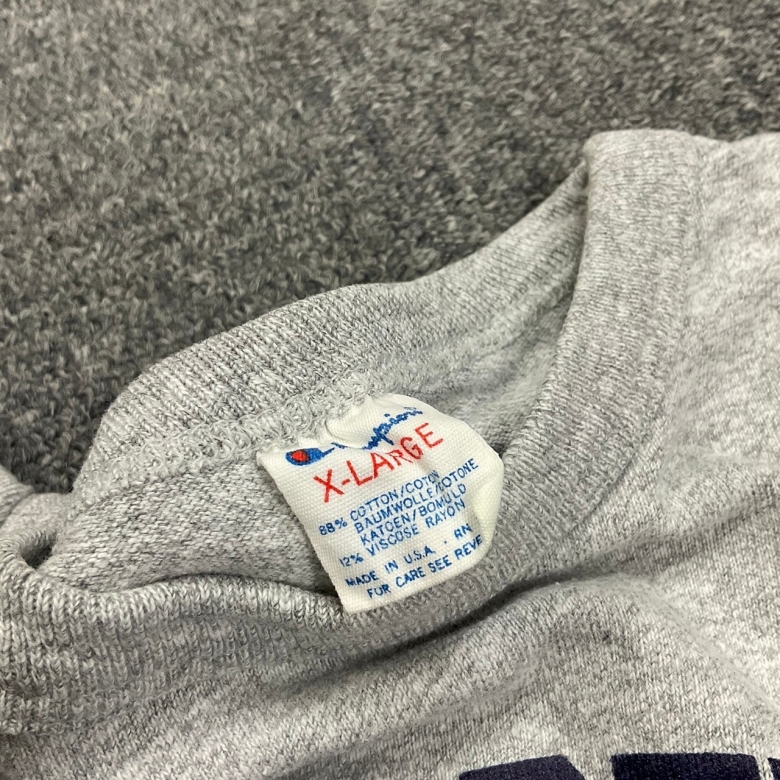 Champion
X-LARGE
88% COTTON/COTON
BAUMWOLLE/COTONE
KATOEN/BOMULD
12% VISCOSE RAYON
MADE IN U.S.A. RN
FOR CARE SEE REVE